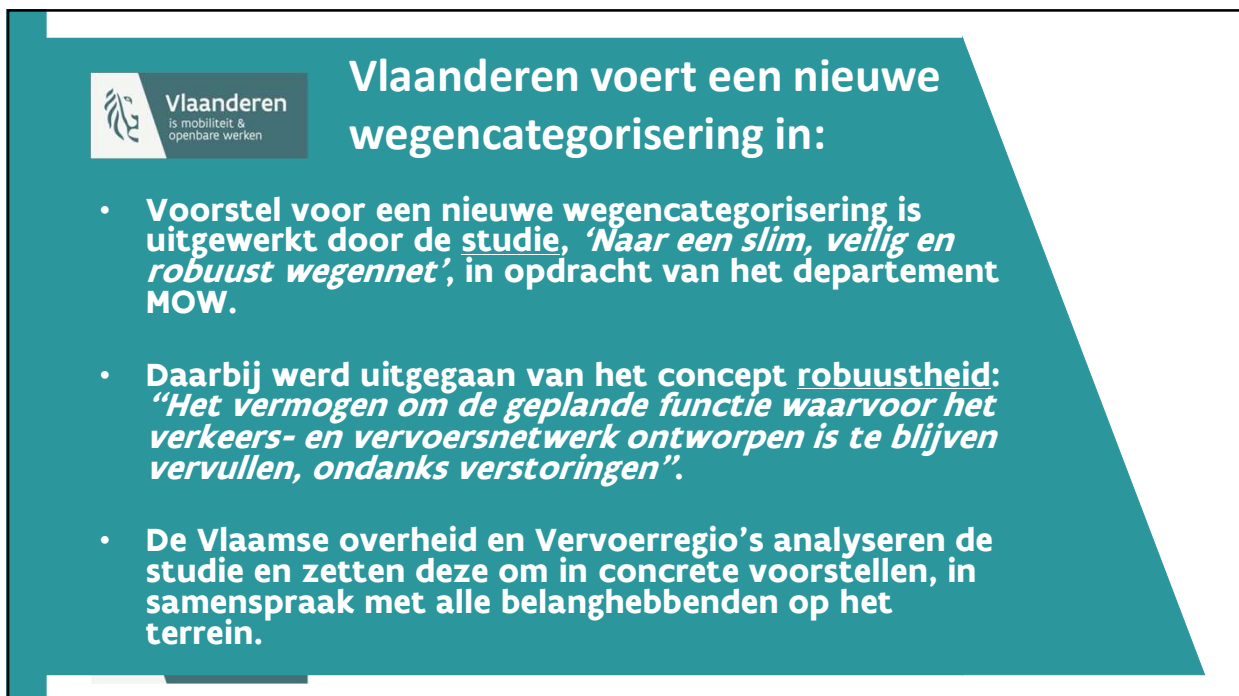 Vlaanderen
is mobiliteit &
openbare werken
Vlaanderen voert een nieuwe
wegencategorisering in:
• Voorstel voor een nieuwe wegencategorisering is
uitgewerkt door de studie, ‘Naar een slim, veilig en
robuust wegennet’, in opdracht van het departement
MOW.
• Daarbij werd uitgegaan van het concept robuustheid:
“Het vermogen om de geplande functie waarvoor het
verkeers- en vervoersnetwerk ontworpen is te blijven
vervullen, ondanks verstoringen”.
• De Vlaamse overheid en Vervoerregio’s analyseren de
studie en zetten deze om in concrete voorstellen, in
samenspraak met alle belanghebbenden op het
terrein.